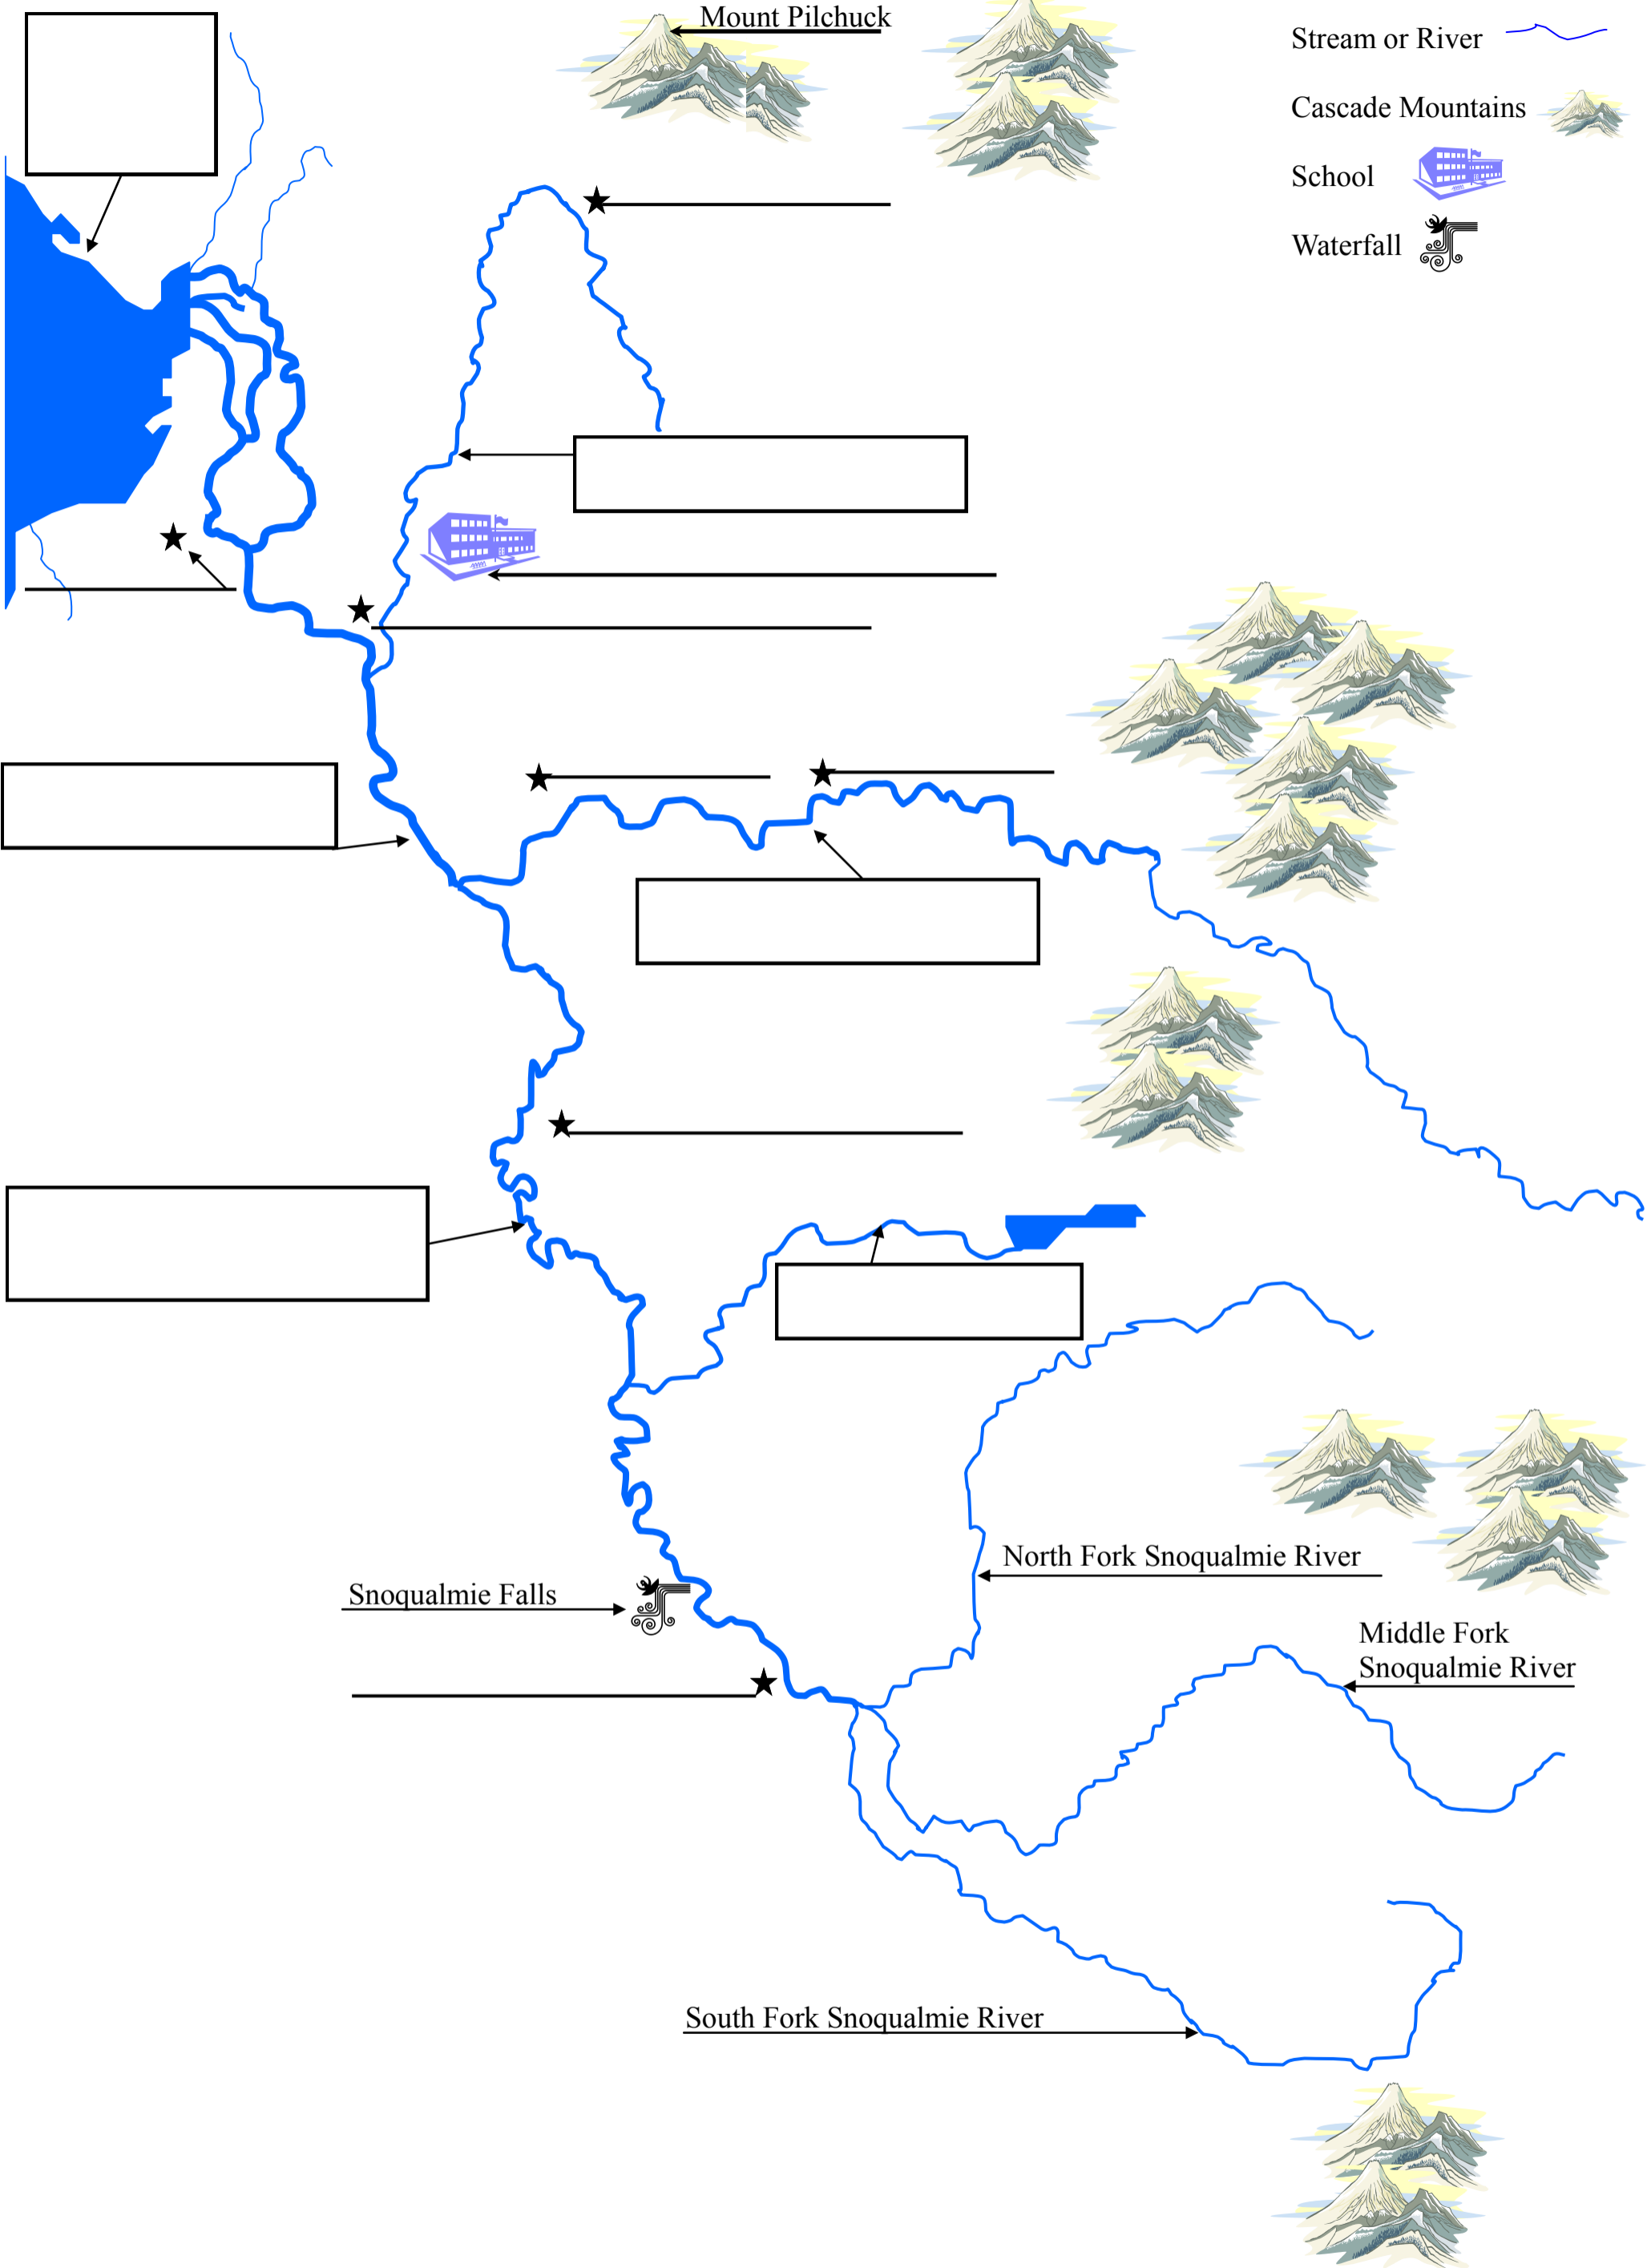 Mount Pilchuck
Stream or River
Cascade Mountains
School
Waterfall
North Fork Snoqualmie River
Snoqualmie Falls
Middle Fork
Snoqualmie River
South Fork Snoqualmie River